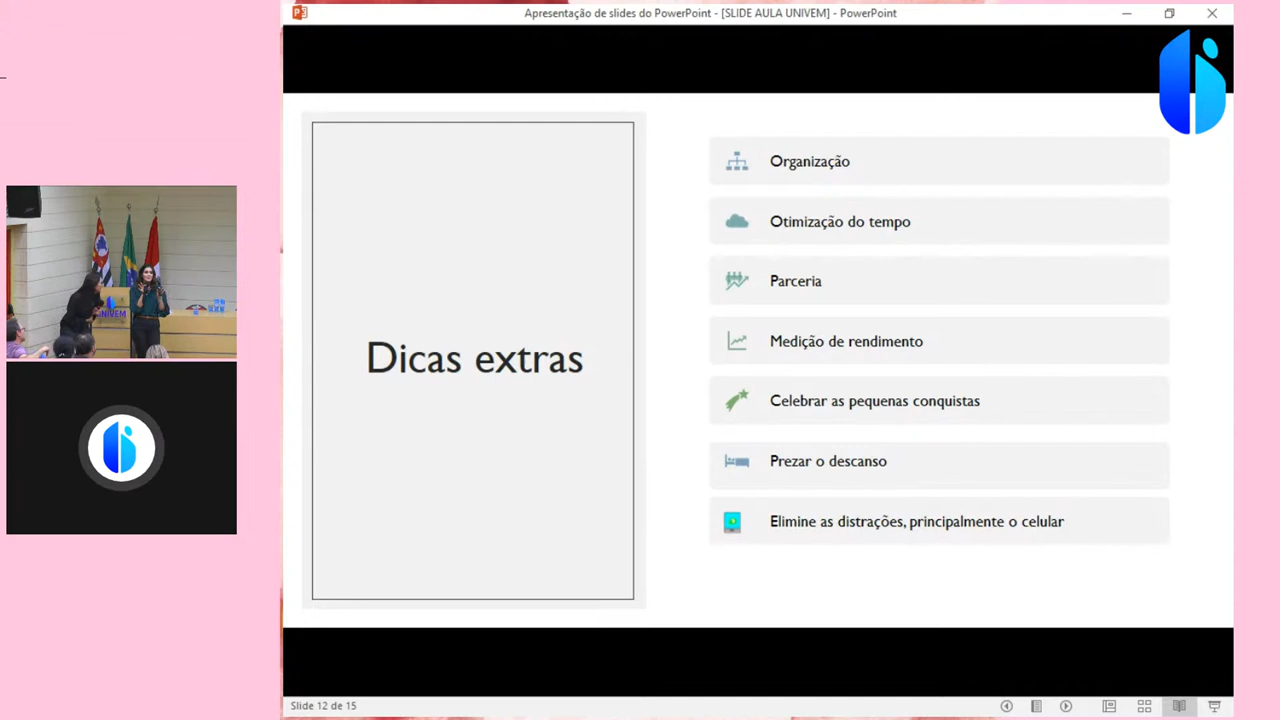 Apresentação de slides do PowerPoint - [SLIDE AULA UNIVEM] - PowerPoint
Dicas extras
Organização
Otimização do tempo
Parceria
Medição de rendimento
Celebrar as pequenas conquistas
Prezar o descanso
Elimine as distrações, principalmente o celular
UNIVEM
Slide 12 de 15